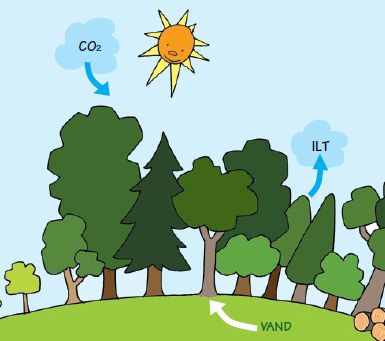 CO₂
ILT
VAND